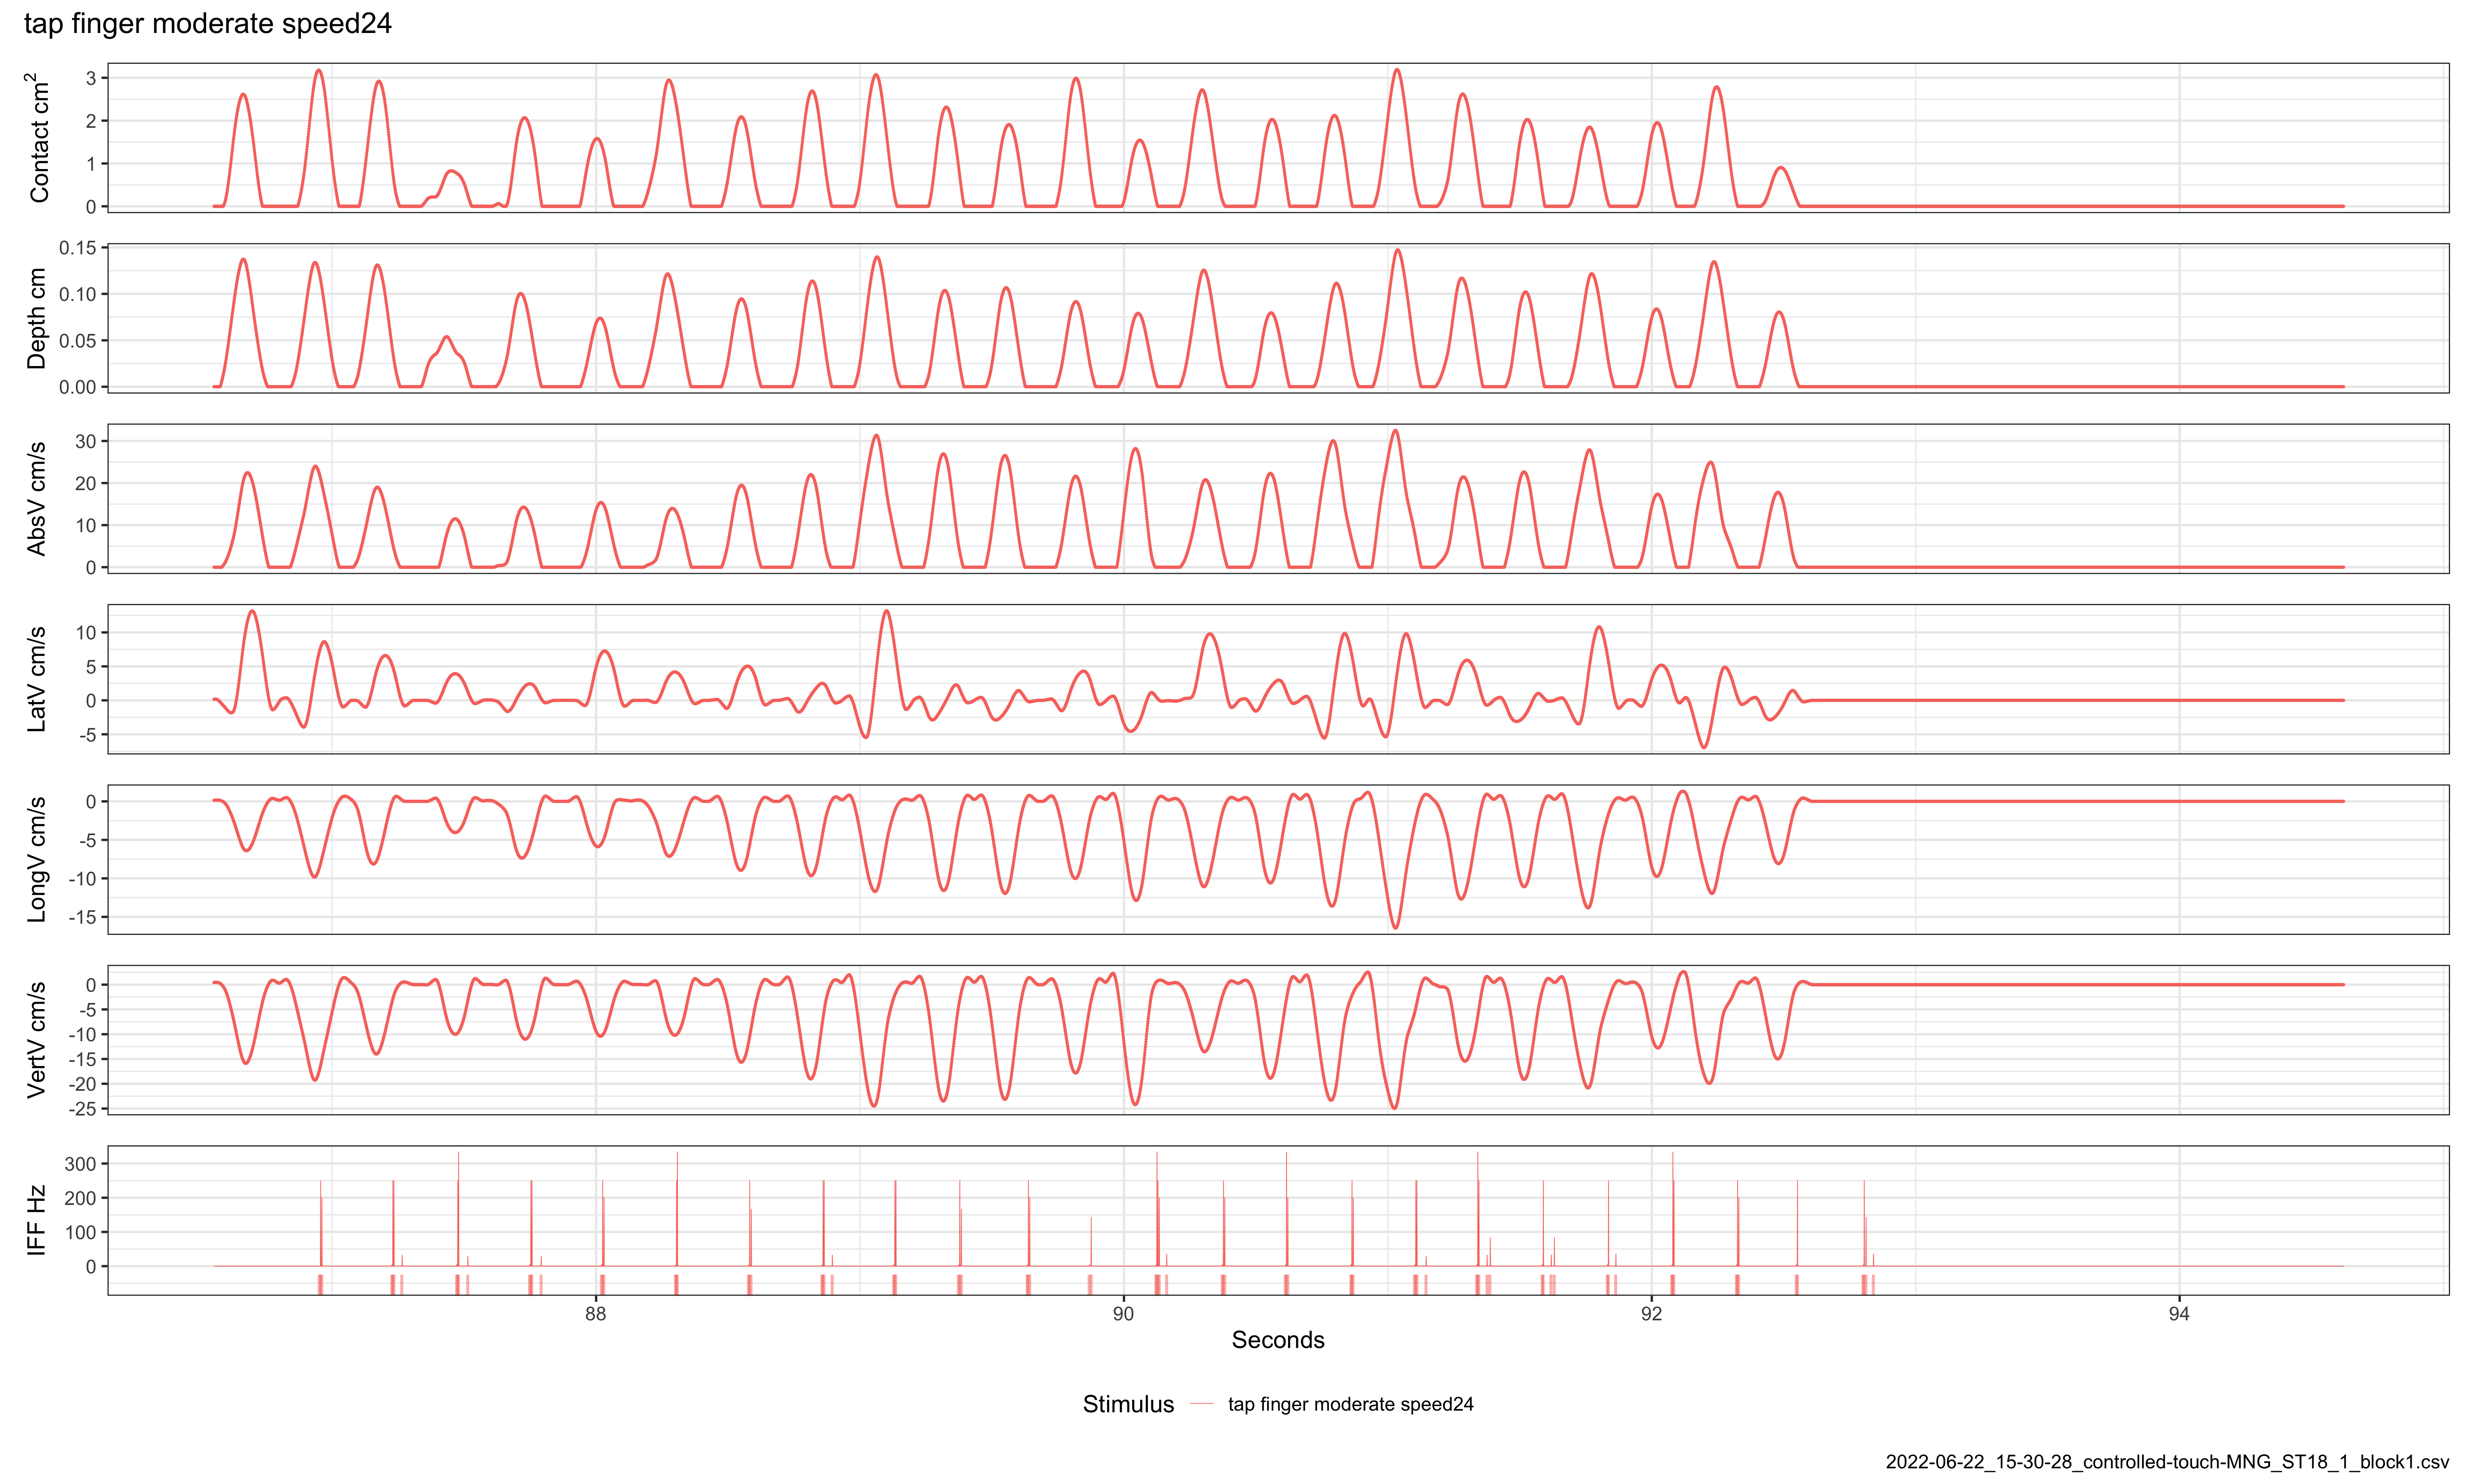 tap finger moderate speed24
Contact cm²
3
2
1
0
Depth cm
0.15
0.10
0.05
0.00
AbsV cm/s
30
20
10
0
LatV cm/s
10
5
0
-5
LongV cm/s
0
-5
-10
-15
VertV cm/s
0
-5
-10
-15
-20
-25
IFF Hz
300
200
100
0
88 90 92 94
Seconds
Stimulus tap finger moderate speed24
2022-06-22_15-30-28_controlled-touch-MNG_ST18_1_block1.csv